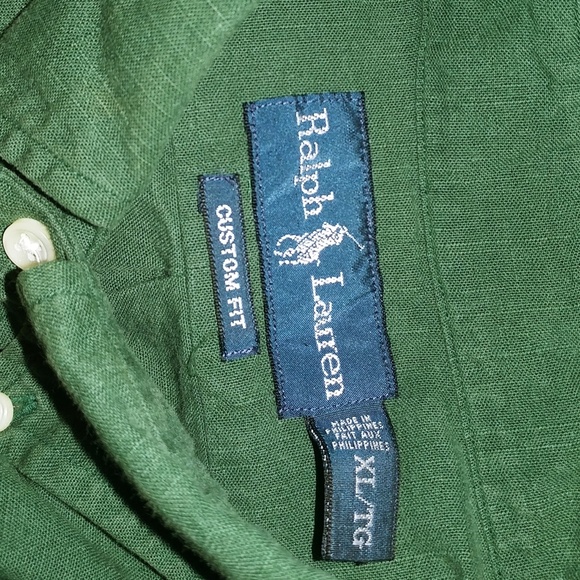 Ralph Lauren
CUSTOM FIT
MADE IN
PHILIPPINES
FAIT AUX
PHILIPPINES
XL/TG